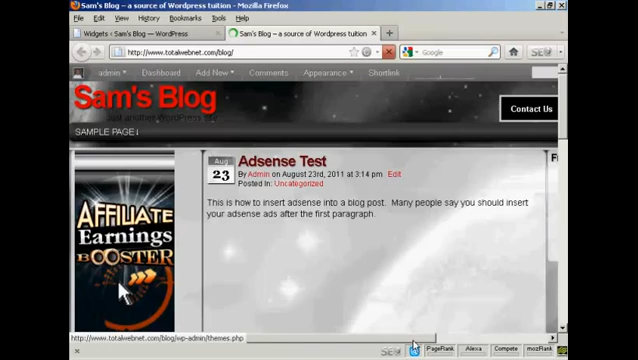 Sam's Blog – a source of Wordpress tuition - Mozilla Firefox
File Edit View History Bookmarks Tools Help
Widgets ‹ Sam's Blog — WordPress
Sam's Blog – a source of Wordpress tuition
http://www.totalwebnet.com/blog/
Google
admin Dashboard Add New Comments Appearance Shortlink
Sam's Blog
Just another WordPress site
Contact Us
SAMPLE PAGE
Aug
23
Adsense Test
By Admin on August 23rd, 2011 at 3:14 pm Edit
Posted In: Uncategorized
This is how to insert adsense into a blog post. Many people say you should insert
your adsense ads after the first paragraph.
AFFILIATE
Earnings
BOOSTER
http://www.totalwebnet.com/blog/wp-admin/themes.php
PageRank Alexa Compete mozRank